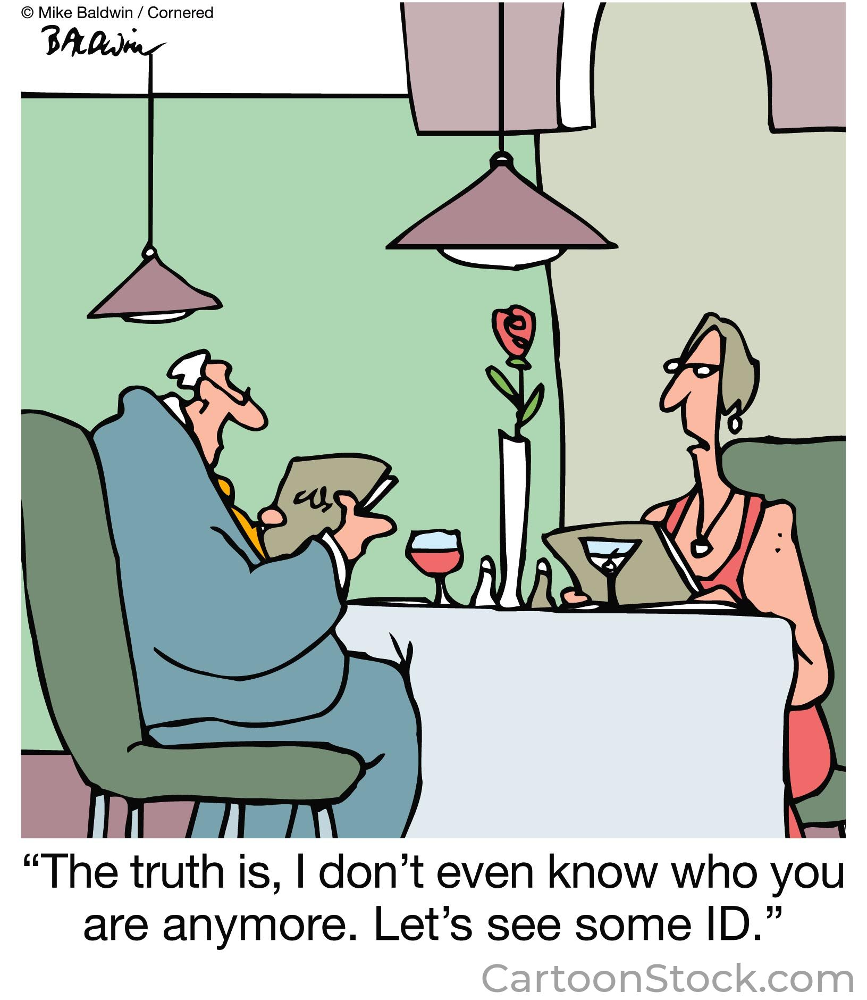 © Mike Baldwin / Cornered
BALDWin
“The truth is, I don’t even know who you
are anymore. Let’s see some ID.”
CartoonStock.com